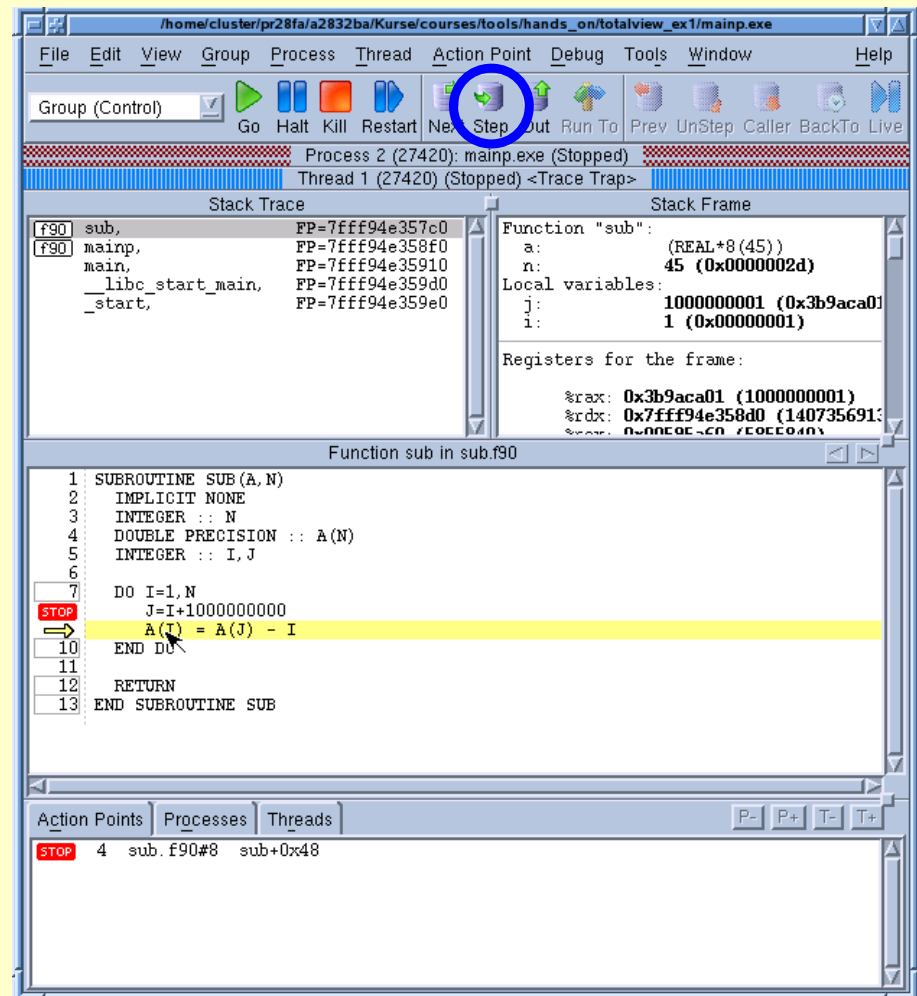 /home/cluster/pr28fa/a2832ba/Kurse/courses/tools/hands_on/totalview_ex1/mainp.exe
File Edit View Group Process Thread Action Point Debug Tools Window Help
Group (Control)
Go Halt Kill Restart Next Step Out Run To Prev UnStep Caller BackTo Live
Process 2 (27420): mainp.exe (Stopped)
Thread 1 (27420) (Stopped) <Trace Trap>
Stack Trace
f90 sub, FP=7fff94e357c0
f90 mainp, FP=7fff94e358f0
main, FP=7fff94e35910
__libc_start_main, FP=7fff94e359d0
_start, FP=7fff94e359e0
Stack Frame
Function "sub":
a: (REAL*8(45))
n: 45 (0x0000002d)
Local variables:
j: 1000000001 (0x3b9aca01
i: 1 (0x00000001)
Registers for the frame:
%rax: 0x3b9aca01 (1000000001)
%rdx: 0x7fff94e358d0 (1407356913
Function sub in sub.f90
1 SUBROUTINE SUB(A,N)
2 IMPLICIT NONE
3 INTEGER :: N
4 DOUBLE PRECISION :: A(N)
5 INTEGER :: I,J
6
7 DO I=1,N
STOP J=I+1000000000
A(I) = A(J) - I
10 END DO
11
12 RETURN
13 END SUBROUTINE SUB
Action Points Processes Threads P- P+ T- T+
STOP 4 sub.f90#8 sub+0x48